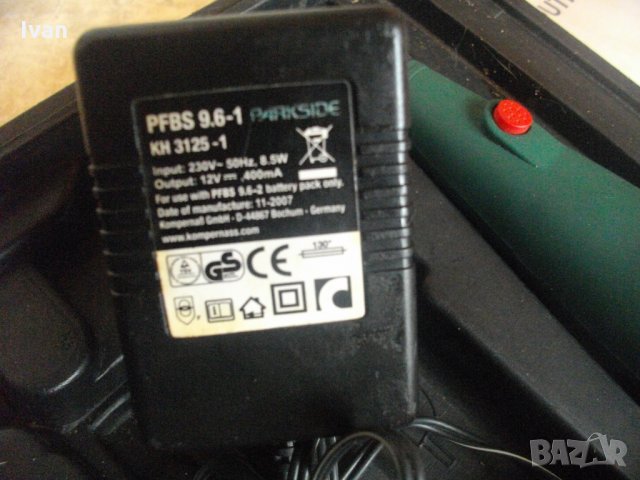 Ivan
UNI
PFBS 9.6-1 PARKSIDE
KH 3125 -1
Input: 230V~ 50Hz, 8.5W
Output: 12V ⎓ .400mA
For use with PFBS 9.6-2 battery pack only.
Date of manufacture: 11-2007
Kompernaß GmbH · D-44867 Bochum - Germany
www.kompernass.com
GS CE 130°
BAZAR